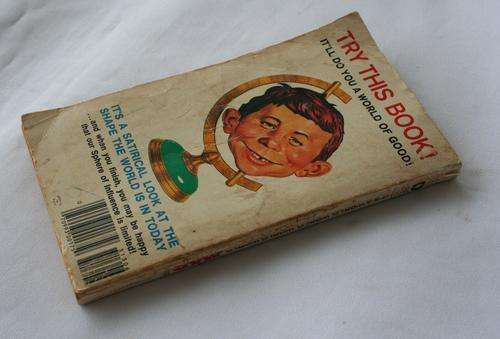 TRY THIS BOOK!
IT'LL DO YOU A WORLD OF GOOD!
IT'S A SATIRICAL LOOK AT THE
SHAPE THE WORLD IS IN TODAY
...and when you finish, you may be happy
that our Sphere of Influence is limited!